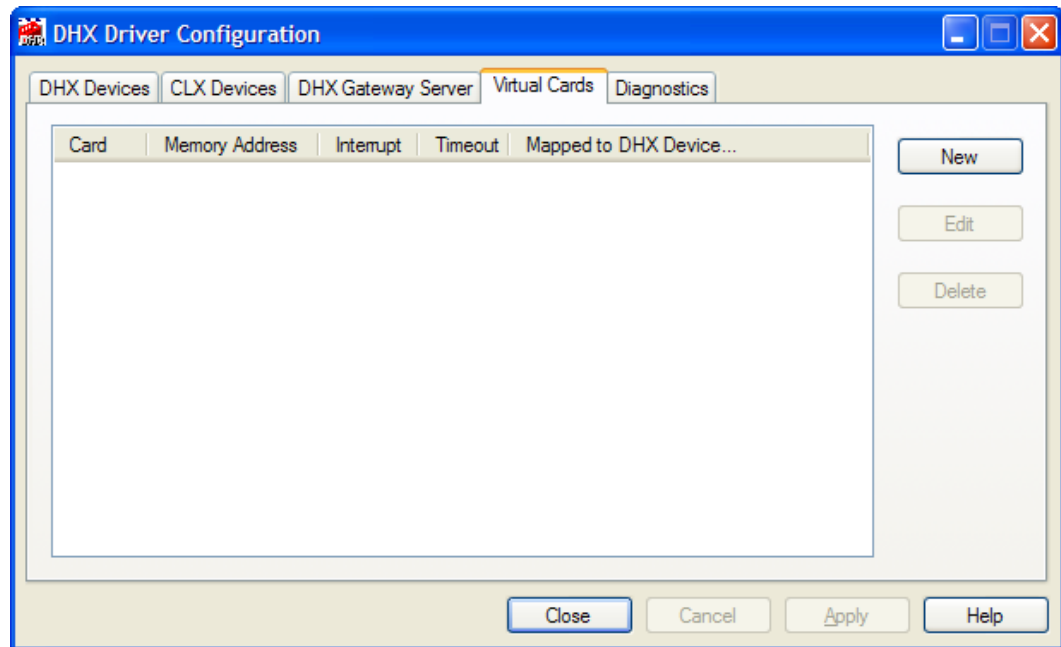 DHX Driver Configuration
DHX Devices CLX Devices DHX Gateway Server Virtual Cards Diagnostics
Card Memory Address Interrupt Timeout Mapped to DHX Device...
New
Edit
Delete
Close Cancel Apply Help